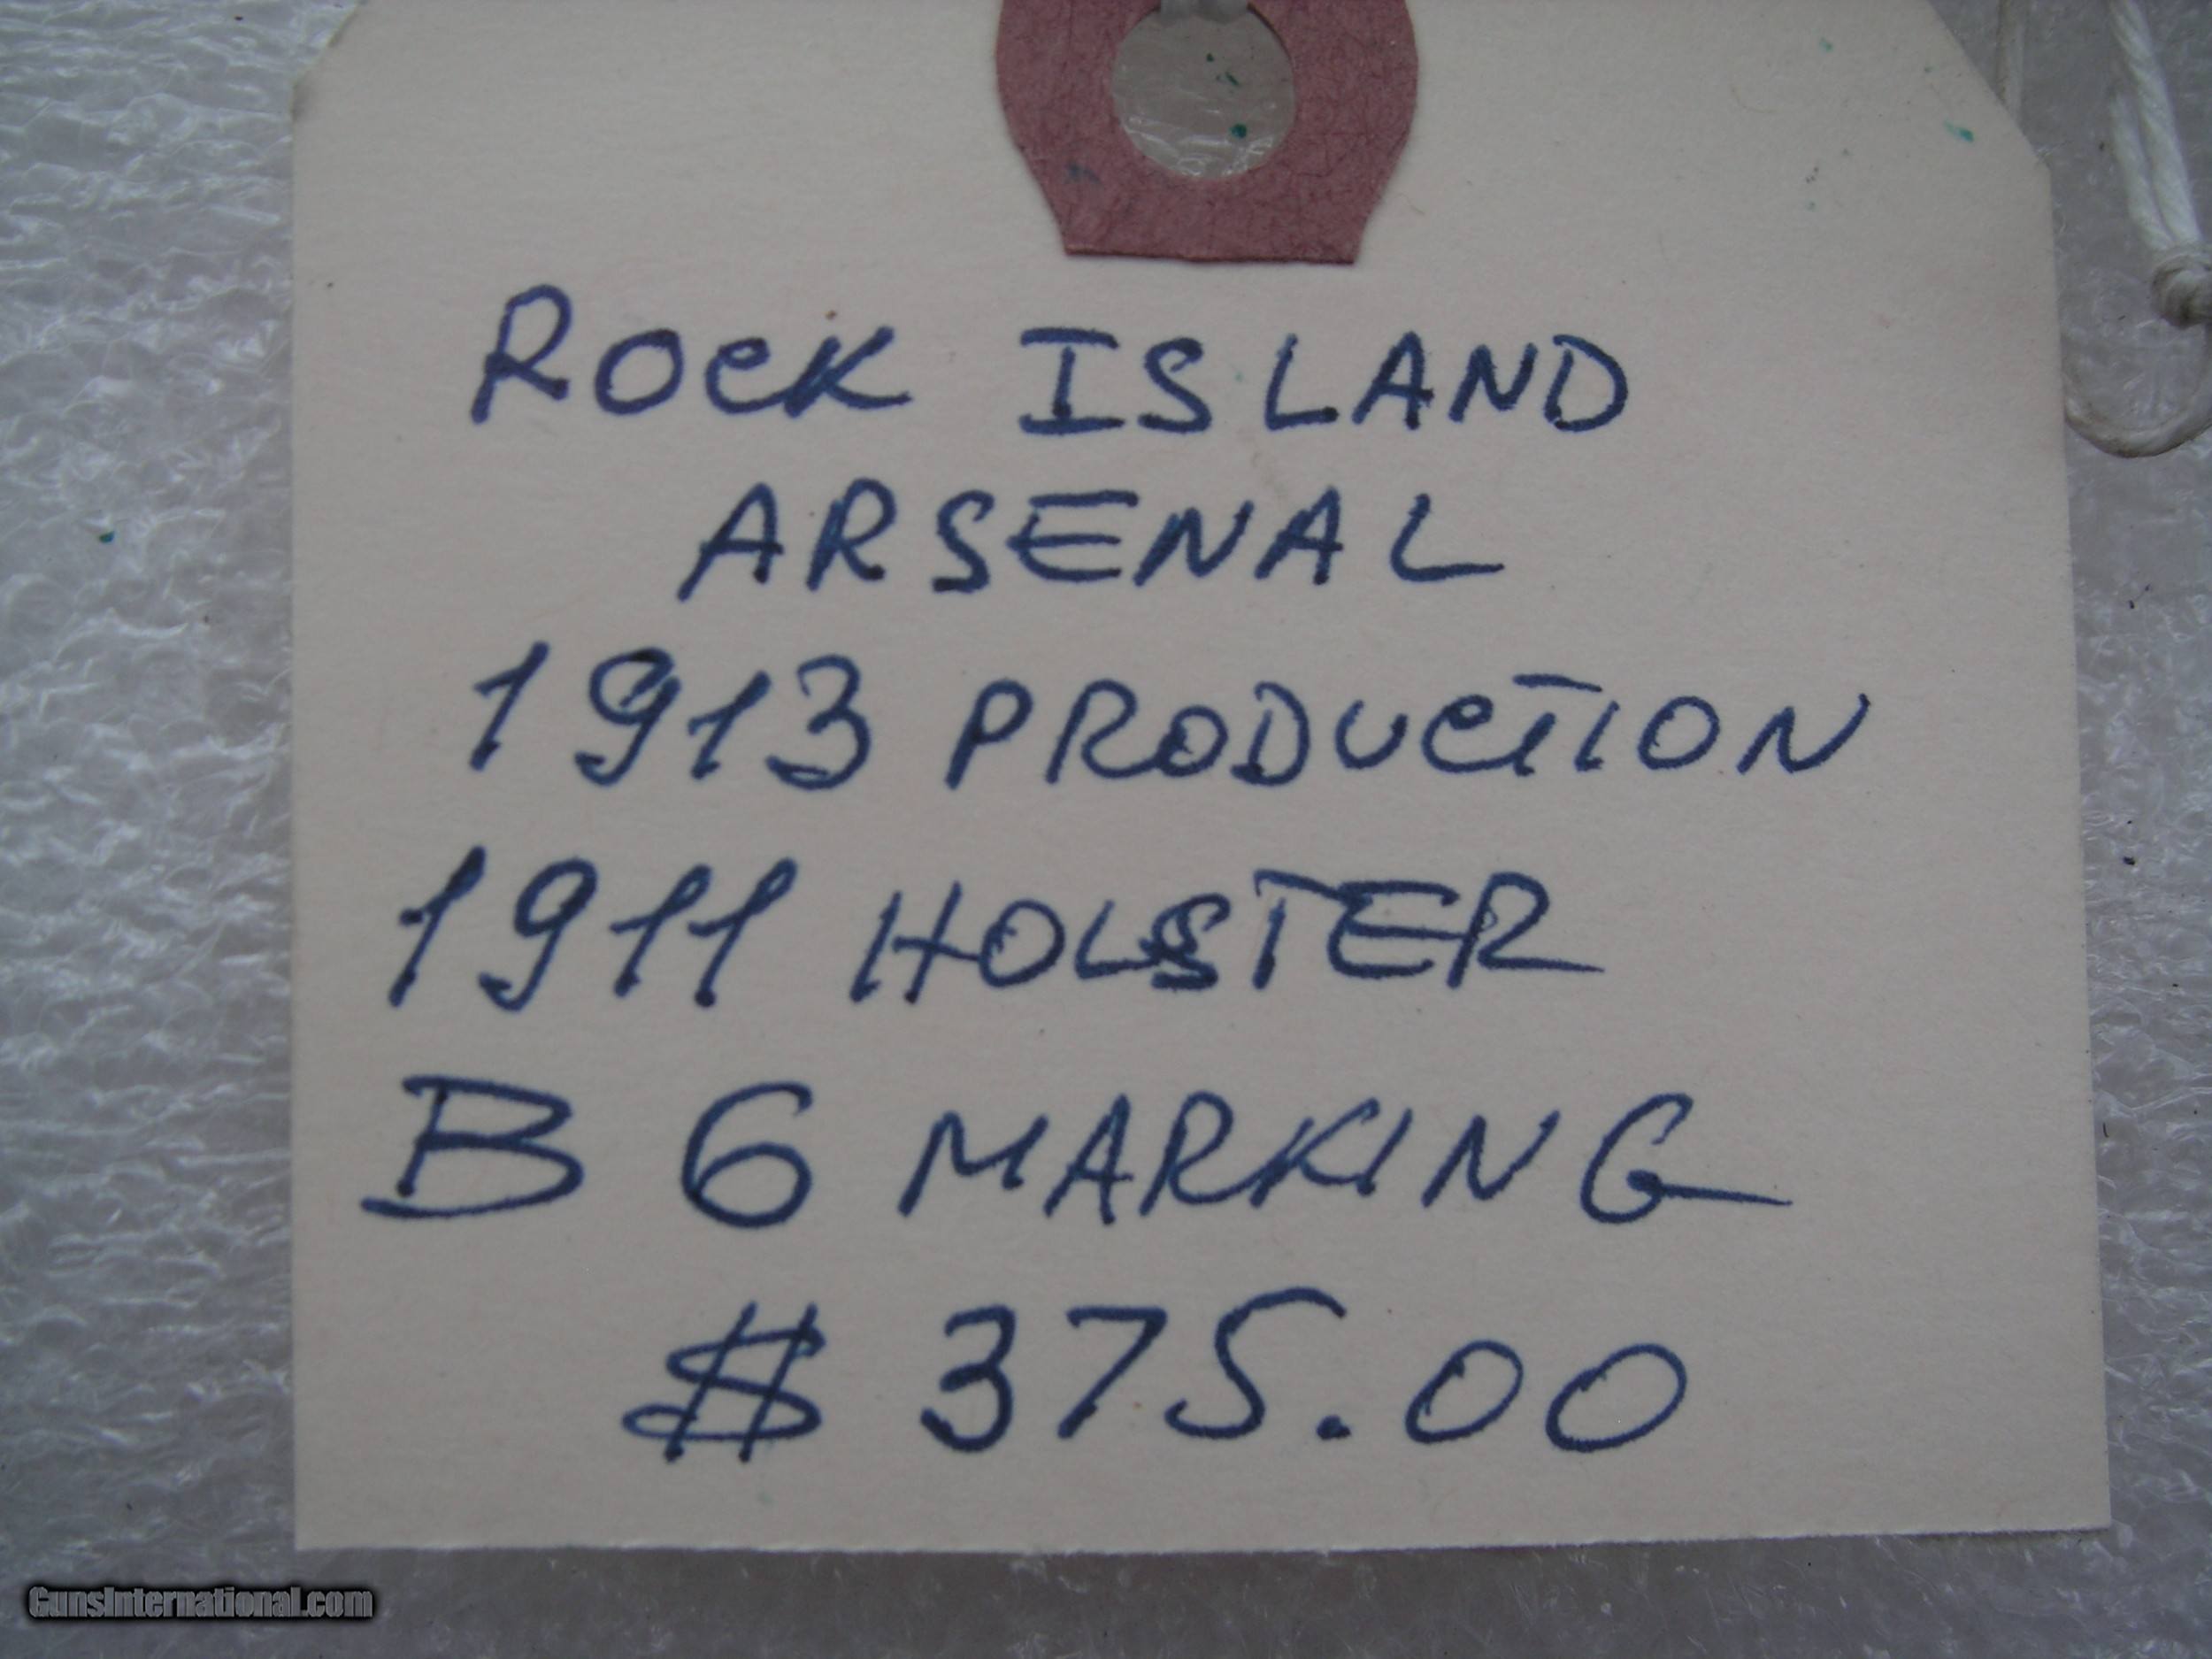 ROCK ISLAND
ARSENAL
1913 PRODUCTION
1911 HOLSTER
B 6 MARKING
$ 375.00
GunsInternational.com